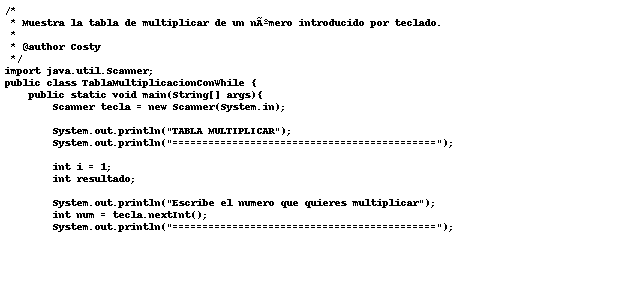 /*
 * Muestra la tabla de multiplicar de un nÃºmero introducido por teclado.
 *
 * @author Costy
 */
import java.util.Scanner;
public class TablaMultiplicacionConWhile {
    public static void main(String[] args){
        Scanner tecla = new Scanner(System.in);

        System.out.println("TABLA MULTIPLICAR");
        System.out.println("============================================");

        int i = 1;
        int resultado;

        System.out.println("Escribe el numero que quieres multiplicar");
        int num = tecla.nextInt();
        System.out.println("============================================");